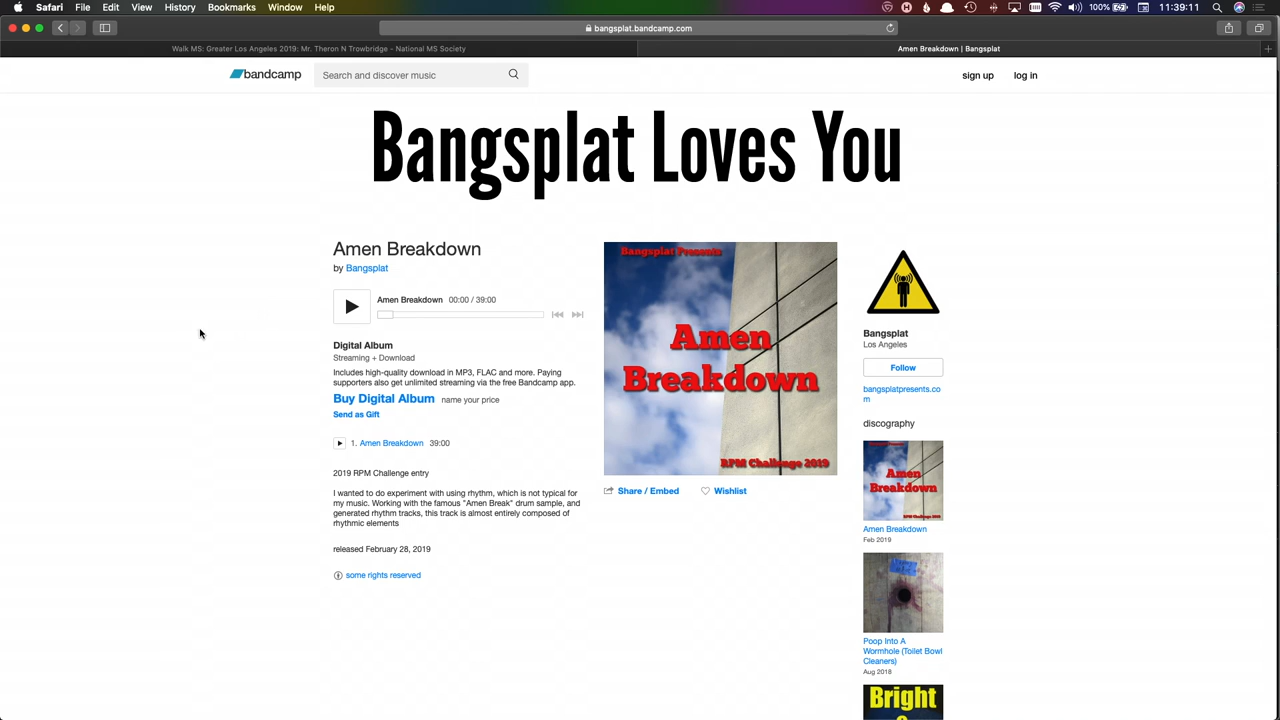 Safari File Edit View History Bookmarks Window Help
100% Fri 1:39:11
bangsplat.bandcamp.com
Walk MS: Greater Los Angeles 2019: Mr. Theron N Trowbridge - National MS Society
Amen Breakdown | Bangsplat
bandcamp
Search and discover music
sign up
log in
Bangsplat Loves You
Amen Breakdown
by Bangsplat
Amen Breakdown 00:00 / 39:00
Digital Album
Streaming + Download
Includes high-quality download in MP3, FLAC and more. Paying
supporters also get unlimited streaming via the free Bandcamp app.
Buy Digital Album name your price
Send as Gift
1. Amen Breakdown 39:00
2019 RPM Challenge entry
I wanted to do experiment with using rhythm, which is not typical for
my music. Working with the famous "Amen Break" drum sample, and
generated rhythm tracks, this track is almost entirely composed of
rhythmic elements
released February 28, 2019
some rights reserved
Bangsplat Presents
Amen
Breakdown
RPM Challenge 2019
Share / Embed
Wishlist
Bangsplat
Los Angeles
Follow
bangsplatpresents.co
m
discography
Bangsplat Presents
Amen
Breakdown
RPM Challenge 2019
Amen Breakdown
Feb 2019
Poop Into A
Wormhole (Toilet Bowl
Cleaners)
Aug 2018
Bright